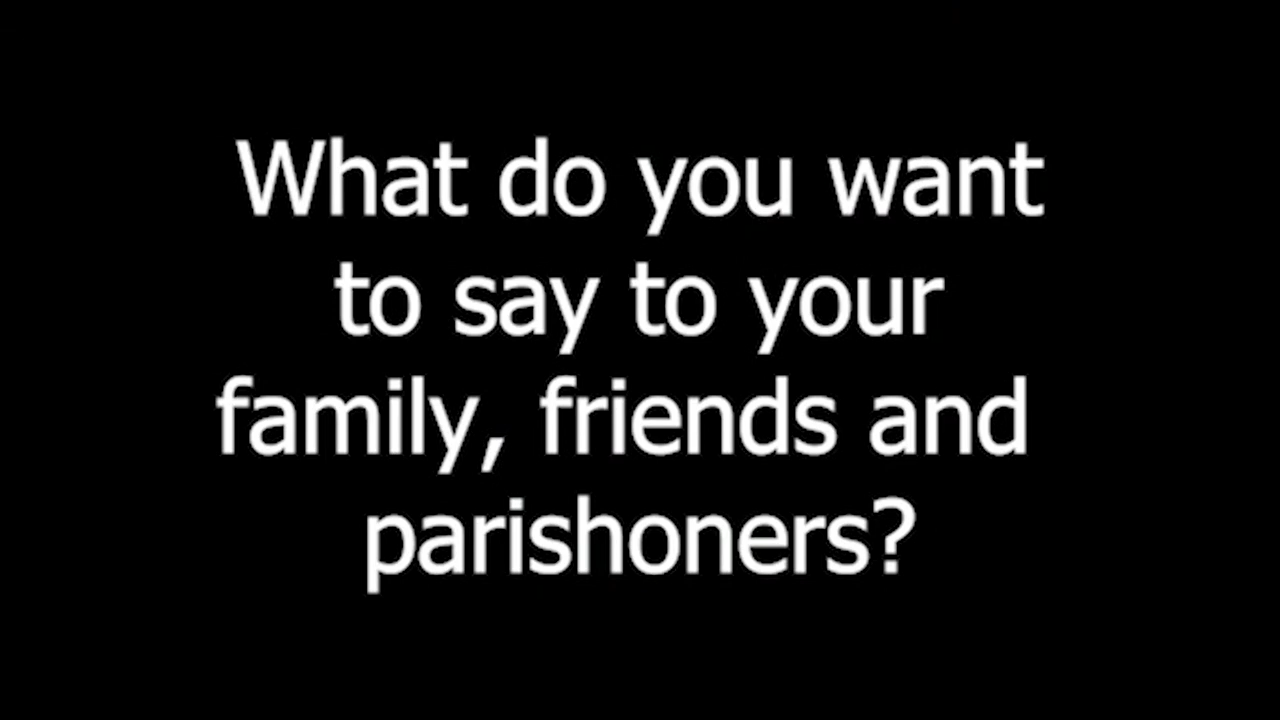 What do you want
to say to your
family, friends and
parishoners?